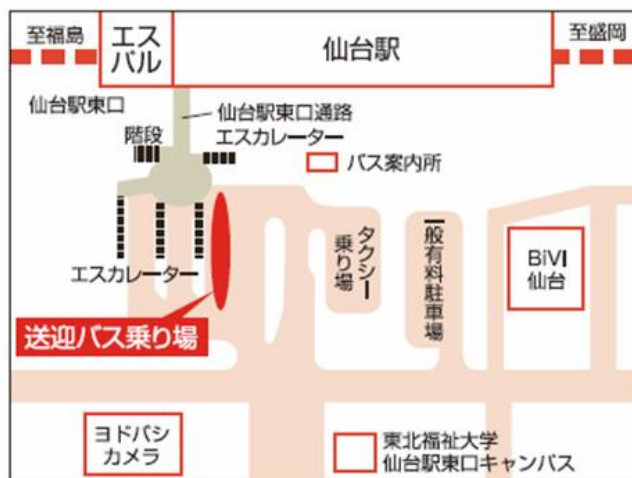 至福島
エス
パル
仙台駅
至盛岡
仙台駅東口
仙台駅東口通路
階段
エスカレーター
バス案内所
タクシー
乗り場
一般有料駐車場
BiVi
仙台
エスカレーター
送迎バス乗り場
ヨドバシ
カメラ
東北福祉大学
仙台駅東口キャンパス